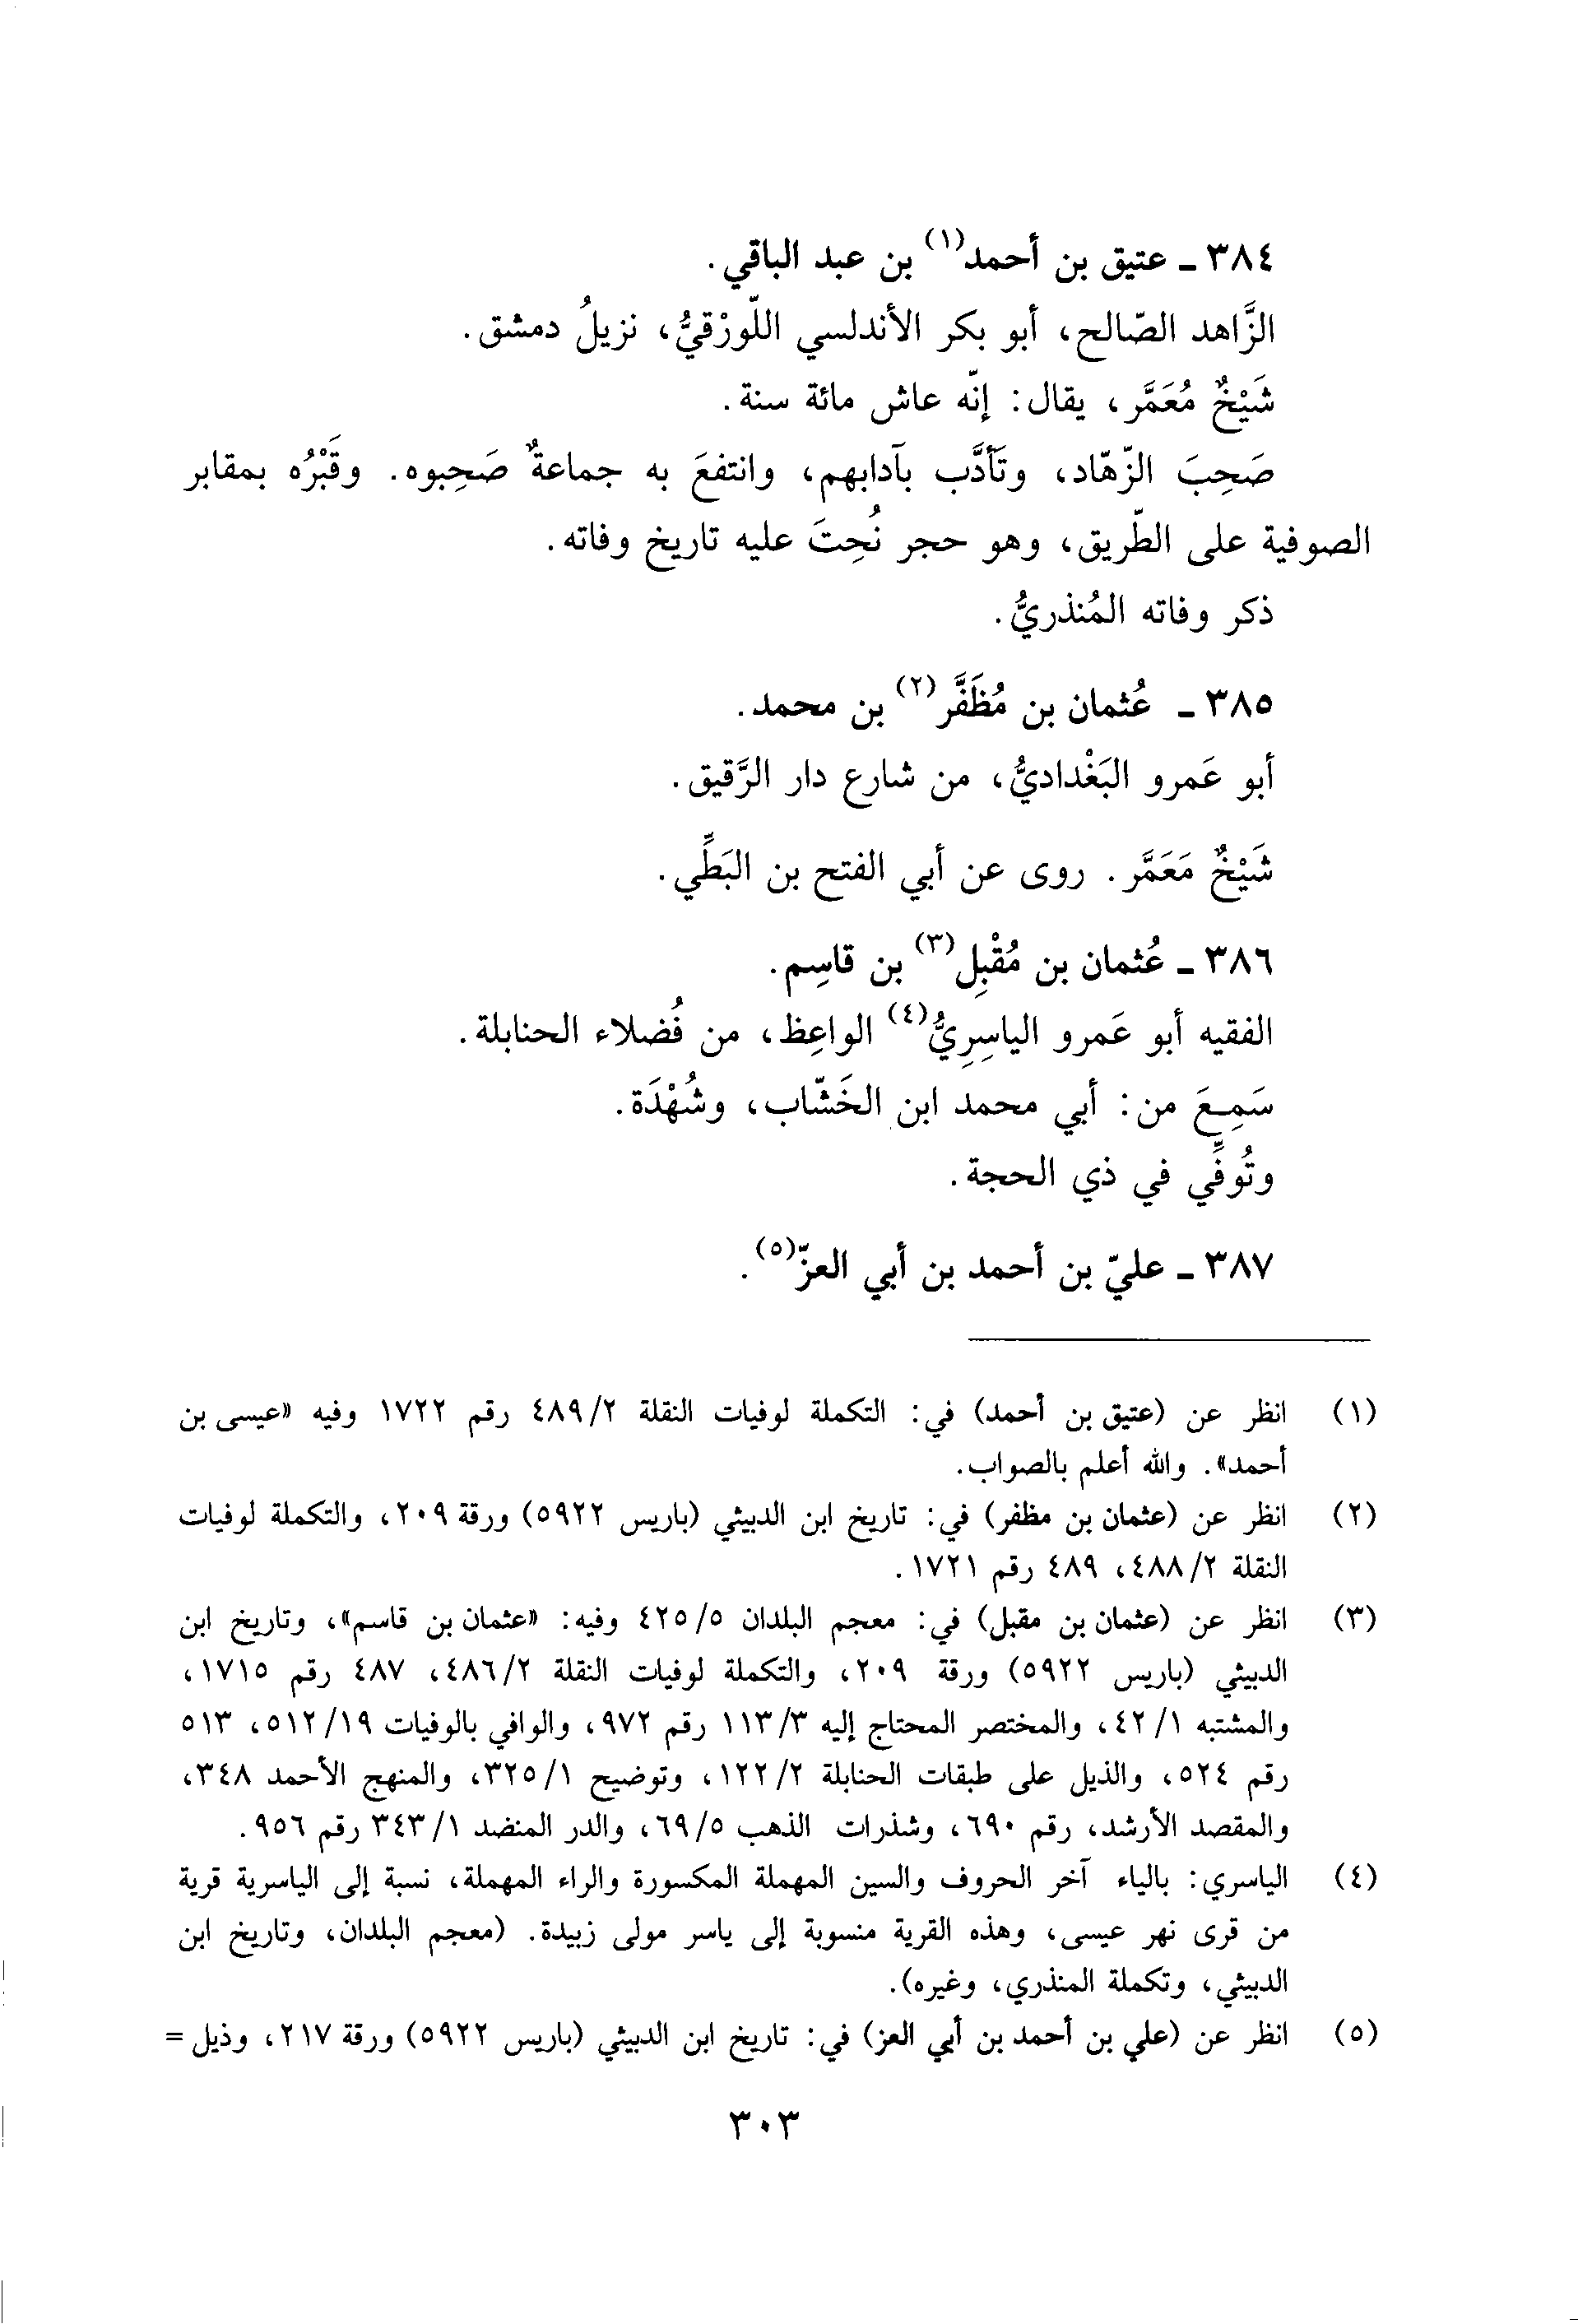 ٣٨٤ ـ عتيق بن أحمد(١) بن عبد الباقي.
الزَّاهد الصّالح، أبو بكر الأندلسي اللّورْقيُّ، نزيلُ دمشق.
شَيْخٌ مُعَمَّر، يقال: إنّه عاش مائة سنة.
صَحِبَ الزّهّاد، وتَأدَّب بآدابهم، وانتفعَ به جماعةٌ صَحِبوه. وقَبْرُه بمقابر
الصوفية على الطّريق، وهو حجر نُحِتَ عليه تاريخ وفاته.
ذكر وفاته المُنذريُّ.
٣٨٥ ـ عُثمان بن مُظَفَّر(٢) بن محمد.
أبو عَمرو البَغْداديُّ، من شارع دار الرَّقيق.
شَيْخٌ مَعَمَّر. روى عن أبي الفتح بن البَطِّي.
٣٨٦ ـ عُثمان بن مُقْبِل(٣) بن قاسِم.
الفقيه أبو عَمرو الياسِرِيُّ(٤) الواعِظ، من فُضلاء الحنابلة.
سَمِعَ من: أبي محمد ابن الخَشّاب، وشُهْدَة.
وتُوفِّي في ذي الحجة.
٣٨٧ ـ عليّ بن أحمد بن أبي العزّ(٥).
(١) انظر عن (عتيق بن أحمد) في: التكملة لوفيات النقلة ٤٨٩/٢ رقم ١٧٢٢ وفيه «عيسى بن
أحمد». والله أعلم بالصواب.
(٢) انظر عن (عثمان بن مظفر) في: تاريخ ابن الدبيثي (باريس ٥٩٢٢) ورقة ٢٠٩، والتكملة لوفيات
النقلة ٤٨٨/٢، ٤٨٩ رقم ١٧٢١.
(٣) انظر عن (عثمان بن مقبل) في: معجم البلدان ٤٢٥/٥ وفيه: «عثمان بن قاسم»، وتاريخ ابن
الدبيثي (باريس ٥٩٢٢) ورقة ٢٠٩، والتكملة لوفيات النقلة ٤٨٦/٢، ٤٨٧ رقم ١٧١٥،
والمشتبه ٤٢/١، والمختصر المحتاج إليه ١١٣/٣ رقم ٩٧٢، والوافي بالوفيات ٥١٢/١٩، ٥١٣
رقم ٥٢٤، والذيل على طبقات الحنابلة ١٢٢/٢، وتوضيح ٣٢٥/١، والمنهج الأحمد ٣٤٨،
والمقصد الأرشد، رقم ٦٩٠، وشذرات الذهب ٦٩/٥، والدر المنضد ٣٤٣/١ رقم ٩٥٦.
(٤) الياسري: بالياء آخر الحروف والسين المهملة المكسورة والراء المهملة، نسبة إلى الياسرية قرية
من قرى نهر عيسى، وهذه القرية منسوبة إلى ياسر مولى زبيدة. (معجم البلدان، وتاريخ ابن
الدبيثي، وتكملة المنذري، وغيره).
(٥) انظر عن (علي بن أحمد بن أبي العز) في: تاريخ ابن الدبيثي (باريس ٥٩٢٢) ورقة ٢١٧، وذيل =
٣٠٣